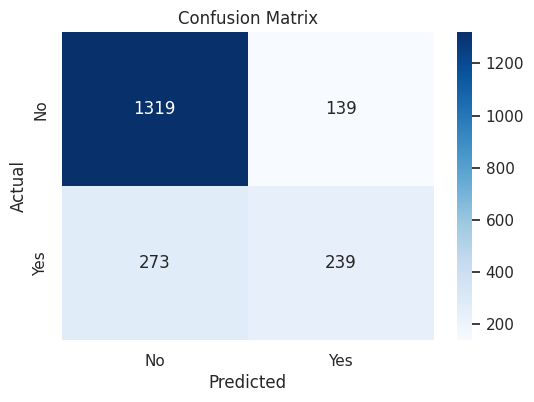 Confusion Matrix
1319
139
273
239
No
Yes
Actual
No
Yes
Predicted
1200
1000
800
600
400
200